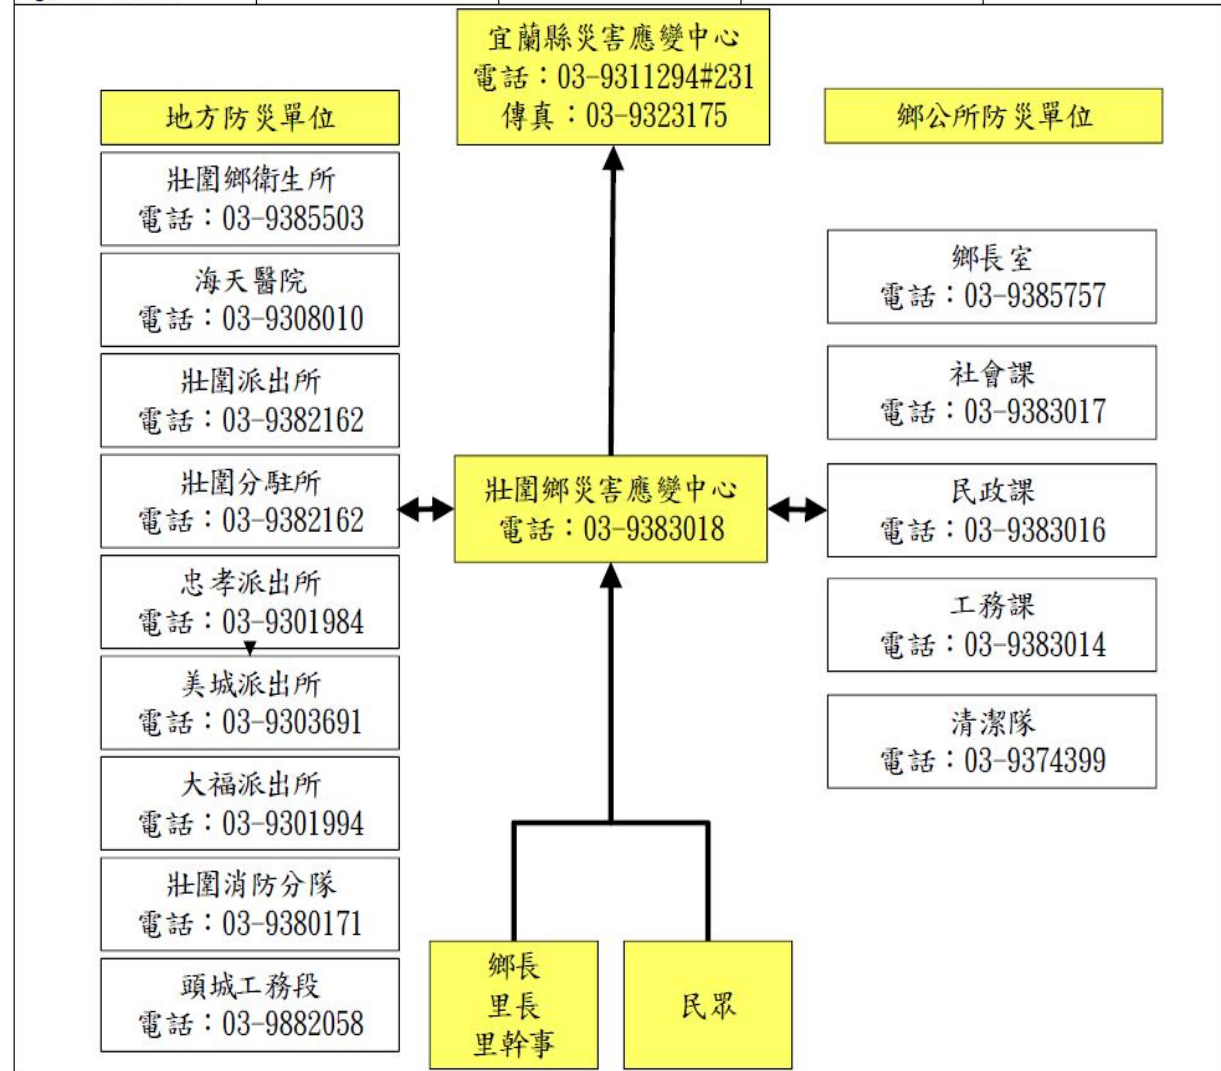 宜蘭縣災害應變中心
電話：03-9311294#231
傳真：03-9323175
地方防災單位
壯圍鄉衛生所
電話：03-9385503
海天醫院
電話：03-9308010
壯圍派出所
電話：03-9382162
壯圍分駐所
電話：03-9382162
忠孝派出所
電話：03-9301984
美城派出所
電話：03-9303691
大福派出所
電話：03-9301994
壯圍消防分隊
電話：03-9380171
頭城工務段
電話：03-9882058
壯圍鄉災害應變中心
電話：03-9383018
鄉長
里長
里幹事
民眾
鄉公所防災單位
鄉長室
電話：03-9385757
社會課
電話：03-9383017
民政課
電話：03-9383016
工務課
電話：03-9383014
清潔隊
電話：03-9374399